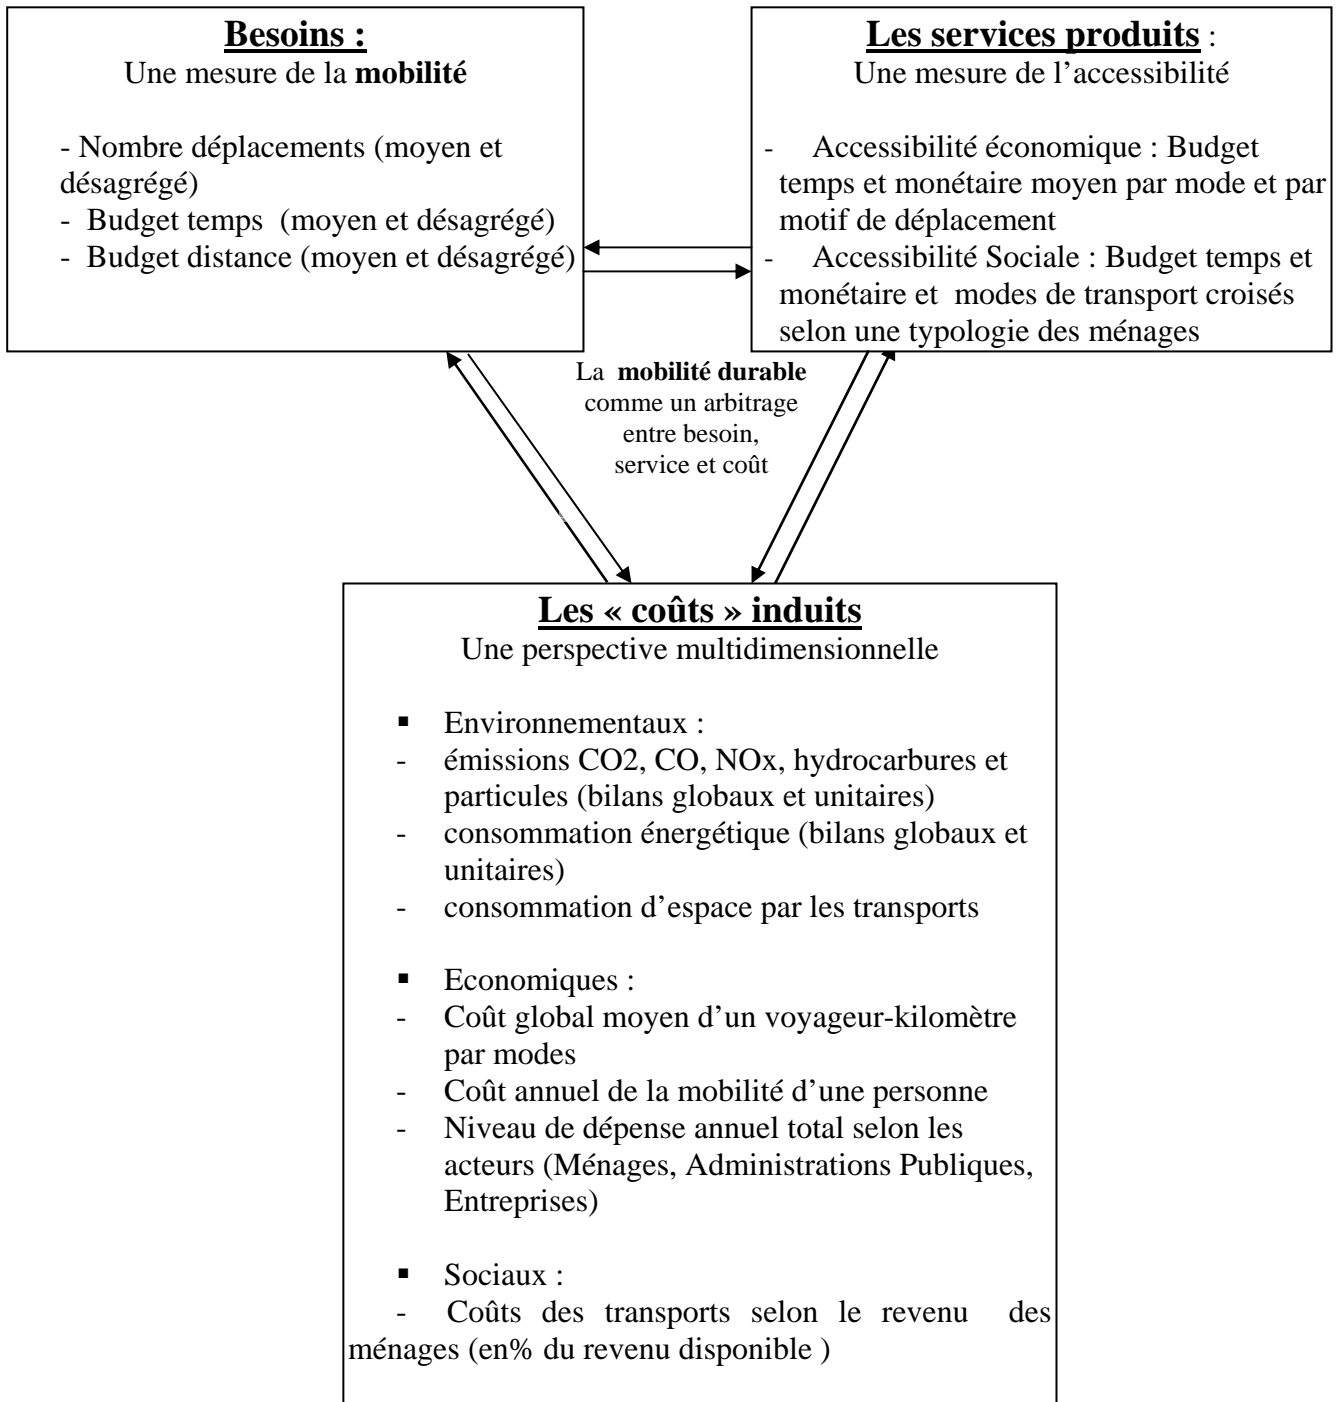 Besoins :
Une mesure de la mobilité
- Nombre déplacements (moyen et
désagrégé)
- Budget temps (moyen et désagrégé)
- Budget distance (moyen et désagrégé)
Les services produits :
Une mesure de l’accessibilité
- Accessibilité économique : Budget
temps et monétaire moyen par mode et par
motif de déplacement
- Accessibilité Sociale : Budget temps et
monétaire et modes de transport croisés
selon une typologie des ménages
La mobilité durable
comme un arbitrage
entre besoin,
service et coût
Les « coûts » induits
Une perspective multidimensionnelle
▪ Environnementaux :
- émissions CO2, CO, NOx, hydrocarbures et
particules (bilans globaux et unitaires)
- consommation énergétique (bilans globaux et
unitaires)
- consommation d’espace par les transports
▪ Economiques :
- Coût global moyen d’un voyageur-kilomètre
par modes
- Coût annuel de la mobilité d’une personne
- Niveau de dépense annuel total selon les
acteurs (Ménages, Administrations Publiques,
Entreprises)
▪ Sociaux :
- Coûts des transports selon le revenu des
ménages (en% du revenu disponible )